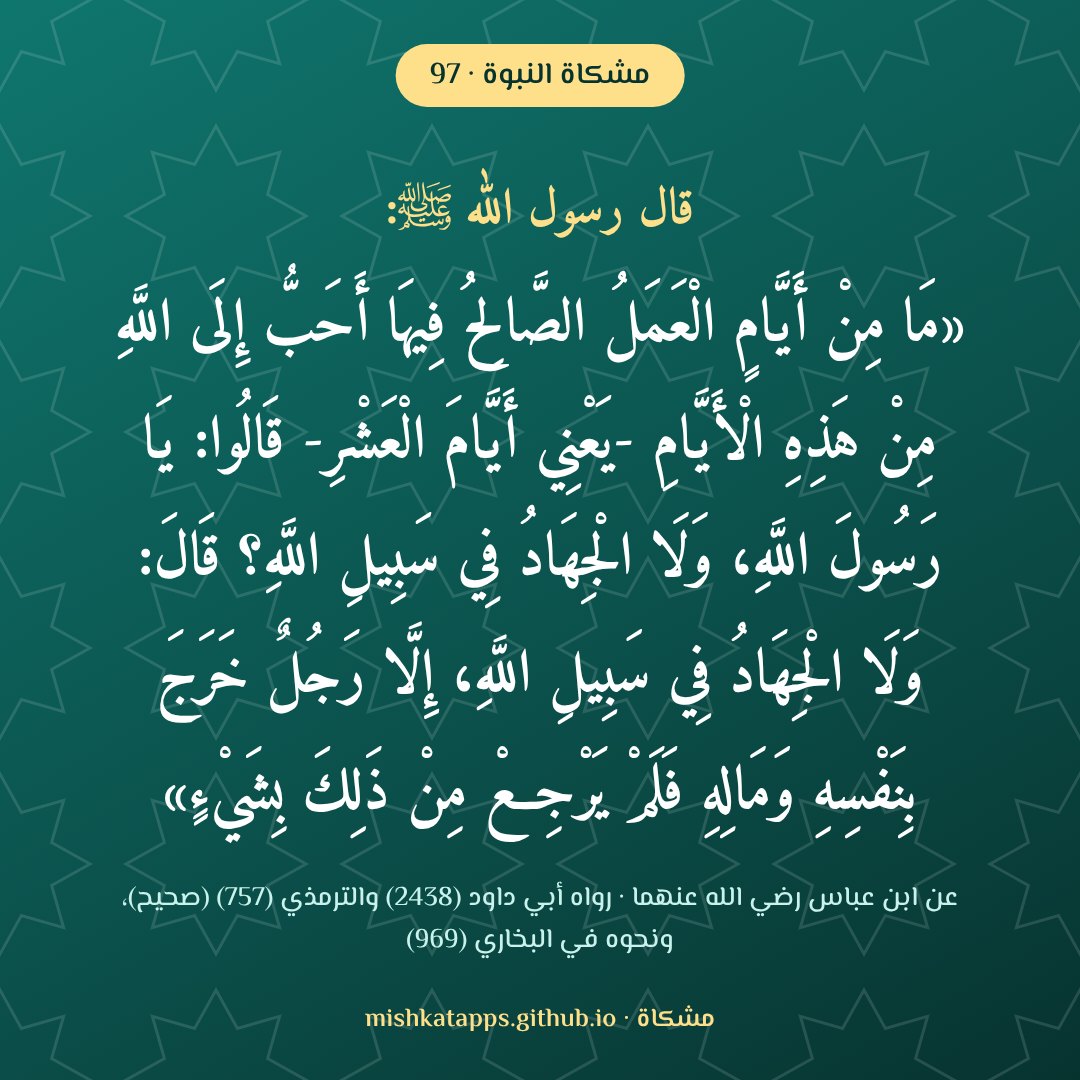 مشكاة النبوة · 97
قال رسول الله ﷺ:
«مَا مِنْ أَيَّامٍ الْعَمَلُ الصَّالِحُ فِيهَا أَحَبُّ إِلَى اللَّهِ
مِنْ هَذِهِ الْأَيَّامِ -يَعْنِي أَيَّامَ الْعَشْرِ- قَالُوا: يَا
رَسُولَ اللَّهِ، وَلَا الْجِهَادُ فِي سَبِيلِ اللَّهِ؟ قَالَ:
وَلَا الْجِهَادُ فِي سَبِيلِ اللَّهِ، إِلَّا رَجُلٌ خَرَجَ
بِنَفْسِهِ وَمَالِهِ فَلَمْ يَرْجِعْ مِنْ ذَلِكَ بِشَيْءٍ»
عن ابن عباس رضي الله عنهما · رواه أبي داود (2438) والترمذي (757) (صحيح)،
ونحوه في البخاري (969)
مشكاة · mishkatapps.github.io